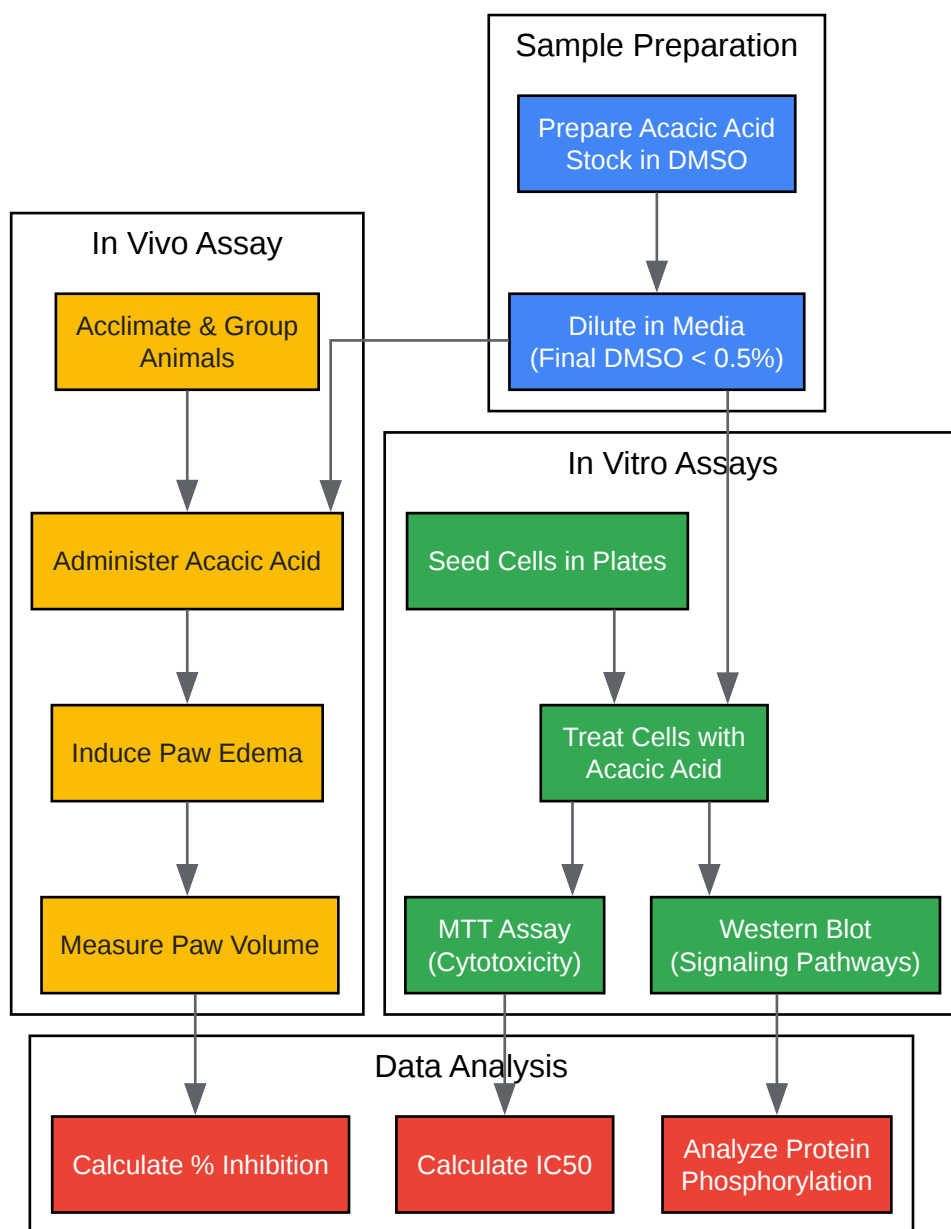 Sample Preparation
Prepare Acacic Acid
Stock in DMSO
Dilute in Media
(Final DMSO < 0.5%)
In Vivo Assay
Acclimate & Group
Animals
Administer Acacic Acid
Induce Paw Edema
Measure Paw Volume
In Vitro Assays
Seed Cells in Plates
Treat Cells with
Acacic Acid
MTT Assay
(Cytotoxicity)
Western Blot
(Signaling Pathways)
Data Analysis
Calculate % Inhibition
Calculate IC50
Analyze Protein
Phosphorylation